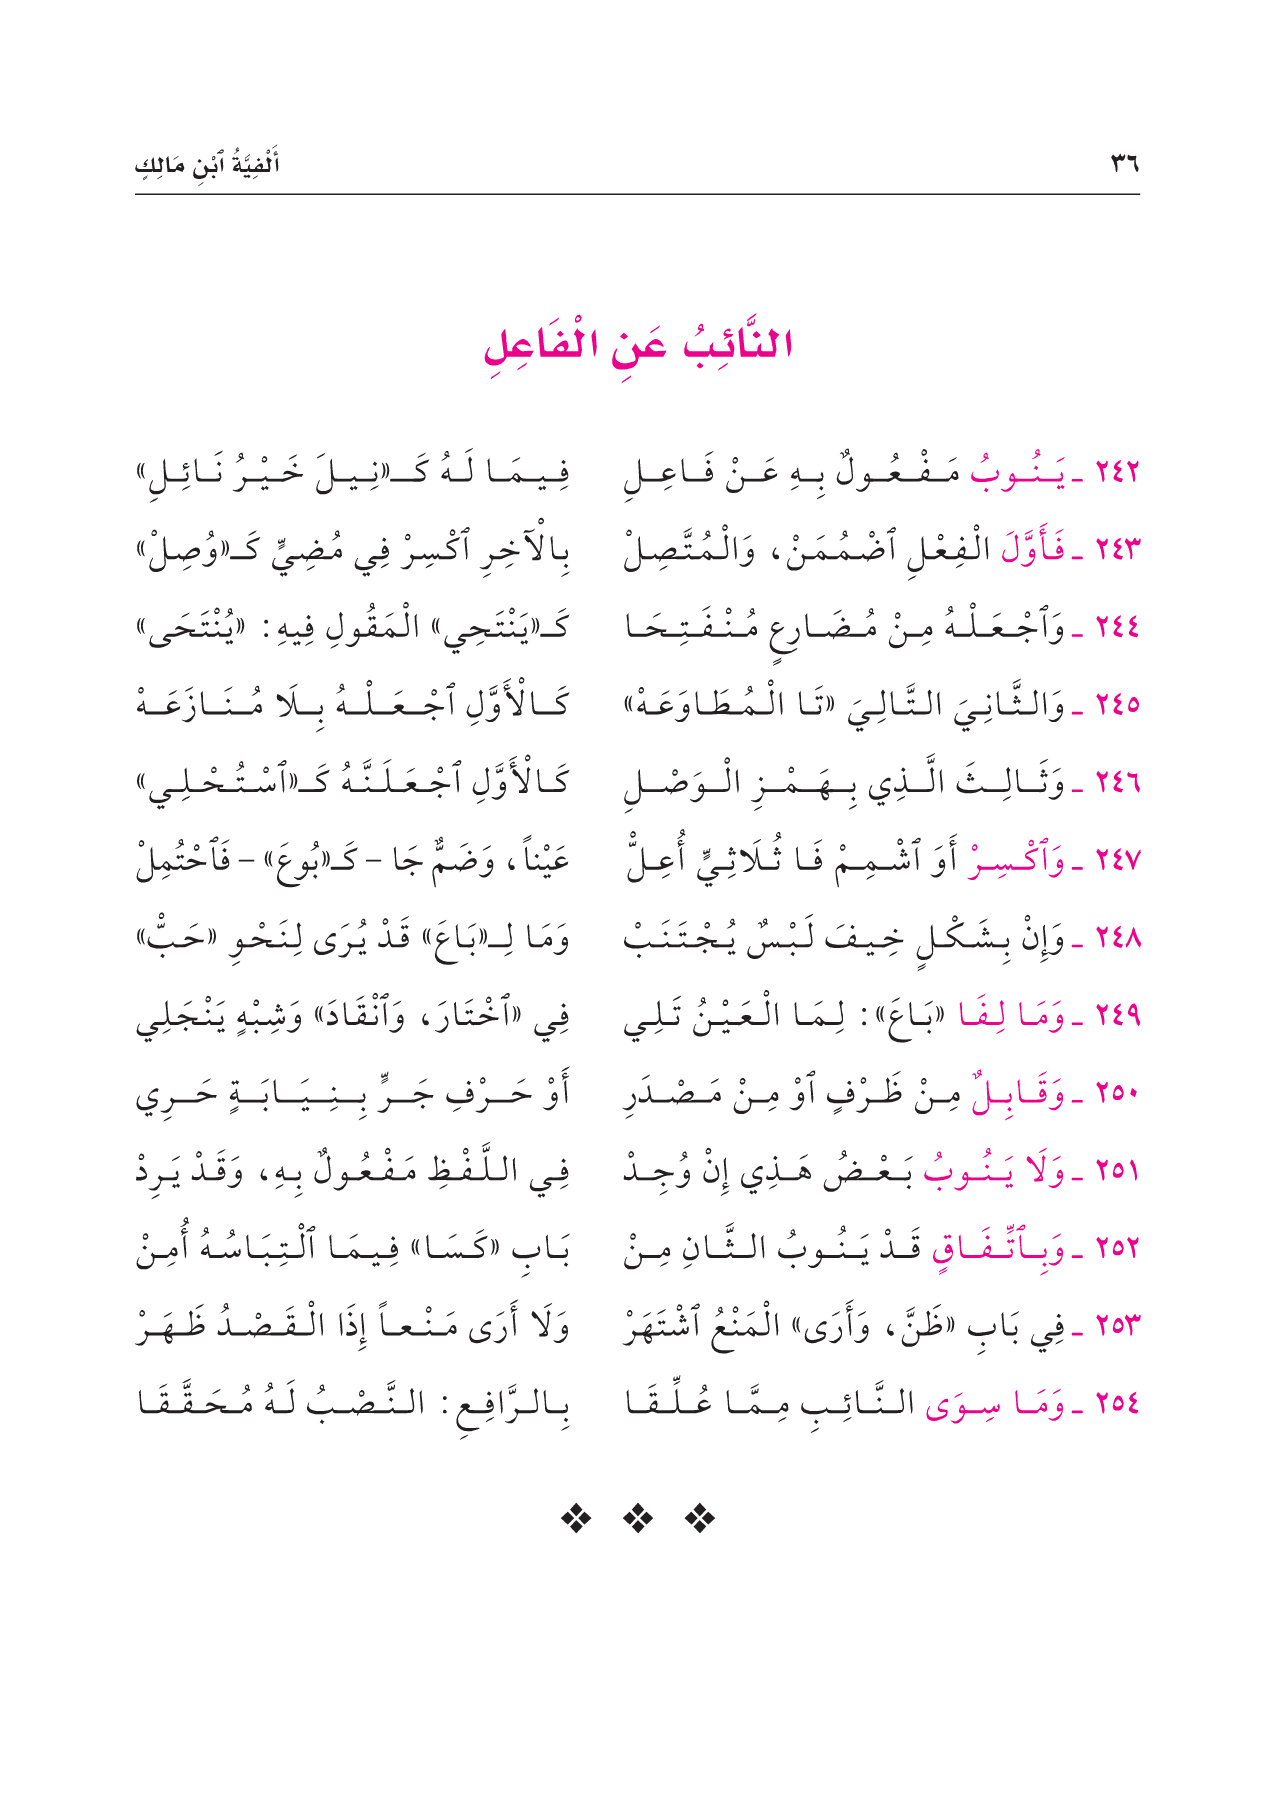 ٣٦ أَلْفِيَّةُ ٱبْنِ مَالِكٍ
النَّائِبُ عَنِ الْفَاعِلِ
٢٤٢ ـ يَنُوبُ مَفْعُولٌ بِهِ عَنْ فَاعِلِ فِيمَا لَهُ كَـ«نِيلَ خَيْرُ نَائِلِ»
٢٤٣ ـ فَأَوَّلَ الْفِعْلِ ٱضْمُمَنْ، وَالْمُتَّصِلْ بِالْآخِرِ ٱكْسِرْ فِي مُضِيٍّ كَـ«وُصِلْ»
٢٤٤ ـ وَٱجْعَلْهُ مِنْ مُضَارِعٍ مُنْفَتِحَا كَـ«يَنْتَحِي» الْمَقُولِ فِيهِ: «يُنْتَحَى»
٢٤٥ ـ وَالثَّانِيَ التَّالِيَ «تَا الْمُطَاوَعَهْ» كَالْأَوَّلِ ٱجْعَلْهُ بِلَا مُنَازَعَهْ
٢٤٦ ـ وَثَالِثَ الَّذِي بِهَمْزِ الْوَصْلِ كَالْأَوَّلِ ٱجْعَلَنَّهُ كَـ«ٱسْتُحْلِي»
٢٤٧ ـ وَٱكْسِرْ أَوَ ٱشْمِمْ فَا ثُلَاثِيٍّ أُعِلّْ عَيْناً، وَضَمٌّ جَا – كَـ«بُوعَ» – فَٱحْتُمِلْ
٢٤٨ ـ وَإِنْ بِشَكْلٍ خِيفَ لَبْسٌ يُجْتَنَبْ وَمَا لِـ«بَاعَ» قَدْ يُرَى لِنَحْوِ «حَبّْ»
٢٤٩ ـ وَمَا لِفَا «بَاعَ»: لِمَا الْعَيْنُ تَلِي فِي «ٱخْتَارَ، وَٱنْقَادَ» وَشِبْهٍ يَنْجَلِي
٢٥٠ ـ وَقَابِلٌ مِنْ ظَرْفٍ ٱوْ مِنْ مَصْدَرِ أَوْ حَرْفِ جَرٍّ بِنِيَابَةٍ حَرِي
٢٥١ ـ وَلَا يَنُوبُ بَعْضُ هَذِي إِنْ وُجِدْ فِي اللَّفْظِ مَفْعُولٌ بِهِ، وَقَدْ يَرِدْ
٢٥٢ ـ وَبِٱتِّفَاقٍ قَدْ يَنُوبُ الثَّانِ مِنْ بَابِ «كَسَا» فِيمَا ٱلْتِبَاسُهُ أُمِنْ
٢٥٣ ـ فِي بَابِ «ظَنَّ، وَأَرَى» الْمَنْعُ ٱشْتَهَرْ وَلَا أَرَى مَنْعاً إِذَا الْقَصْدُ ظَهَرْ
٢٥٤ ـ وَمَا سِوَى النَّائِبِ مِمَّا عُلِّقَا بِالرَّافِعِ: النَّصْبُ لَهُ مُحَقَّقَا